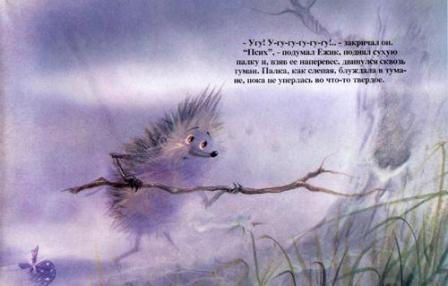 - Угу! У-гу-гу-гу-гу-гу!.. - закричал он.
"Псих", - подумал Ежик, поднял сухую
палку и, взяв ее наперевес, двинулся сквозь
туман. Палка, как слепая, блуждала в тума-
не, пока не уперлась во что-то твердое.